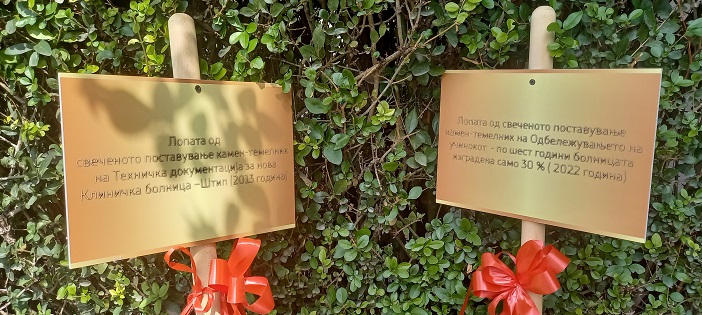 Лопата од
свеченото поставување камен-темелник
на Техничка документација за нова
Клиничка болница –Штип (2013 година)
Лопата од свеченото поставување
камен-темелник на Одбележувањето на
учинокот - по шест години болницата
изградена само 30 % ( 2022 година)